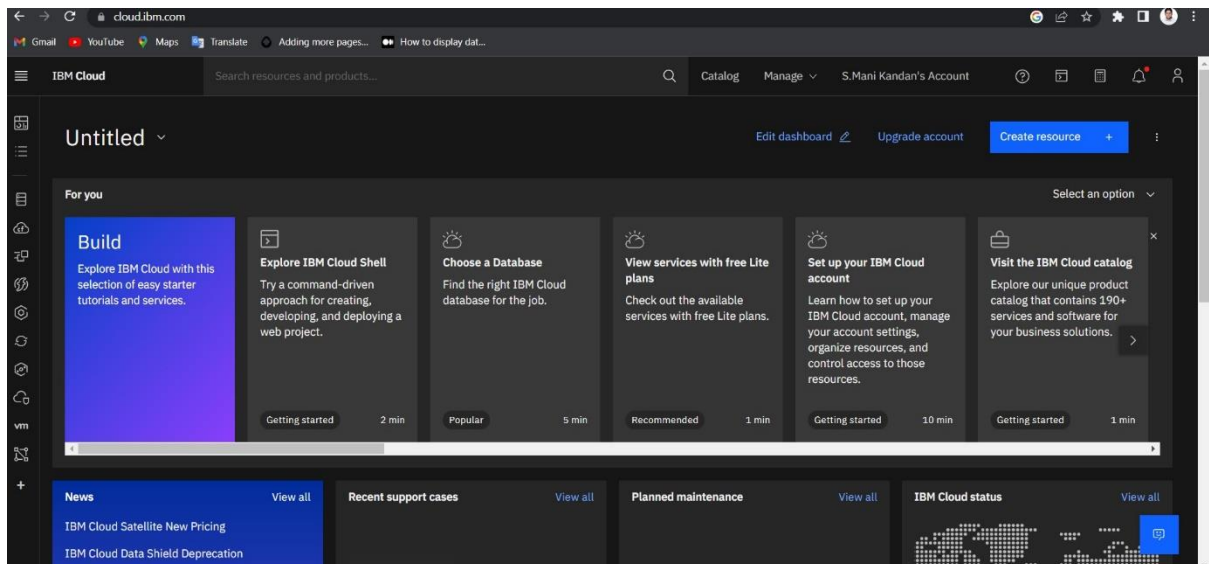 cloud.ibm.com
Gmail YouTube Maps Translate Adding more pages... How to display dat...
IBM Cloud Search resources and products... Catalog Manage S.Mani Kandan's Account
Untitled Edit dashboard Upgrade account Create resource +
For you Select an option
Build
Explore IBM Cloud with this
selection of easy starter
tutorials and services.
Explore IBM Cloud Shell
Try a command-driven
approach for creating,
developing, and deploying a
web project.
Getting started 2 min
Choose a Database
Find the right IBM Cloud
database for the job.
Popular 5 min
View services with free Lite
plans
Check out the available
services with free Lite plans.
Recommended 1 min
Set up your IBM Cloud
account
Learn how to set up your
IBM Cloud account, manage
your account settings,
organize resources, and
control access to those
resources.
Getting started 10 min
Visit the IBM Cloud catalog
Explore our unique product
catalog that contains 190+
services and software for
your business solutions.
Getting started 1 min
vm
News View all
IBM Cloud Satellite New Pricing
IBM Cloud Data Shield Deprecation
Recent support cases View all
Planned maintenance View all
IBM Cloud status View all